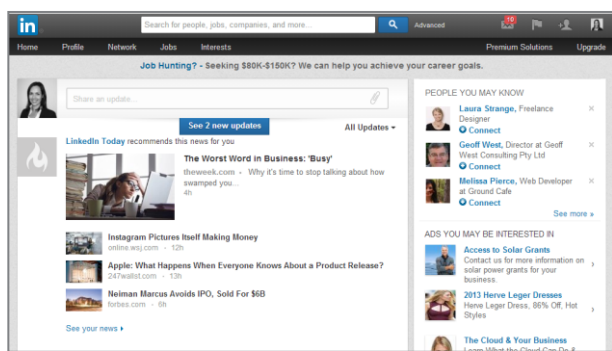 in
Search for people, jobs, companies, and more...
Advanced
10
Home Profile Network Jobs Interests
Premium Solutions Upgrade
Job Hunting? - Seeking $80K-$150K? We can help you achieve your career goals.
Share an update...
See 2 new updates
All Updates
LinkedIn Today recommends this news for you
The Worst Word in Business: 'Busy'
theweek.com - Why it's time to stop talking about how
swamped you...
4h
Instagram Pictures Itself Making Money
online.wsj.com - 12h
Apple: What Happens When Everyone Knows About a Product Release?
247wallst.com - 13h
Neiman Marcus Avoids IPO, Sold For $6B
forbes.com - 6h
See your news
PEOPLE YOU MAY KNOW
Laura Strange, Freelance
Designer
Connect
Geoff West, Director at Geoff
West Consulting Pty Ltd
Connect
Melissa Pierce, Web Developer
at Ground Cafe
Connect
See more »
ADS YOU MAY BE INTERESTED IN
Access to Solar Grants
Contact us for more information on
solar power grants for your
business.
2013 Herve Leger Dresses
Herve Leger Dress, 86% Off, Hot
Styles
The Cloud & Your Business
Learn What the Cloud Can Do &